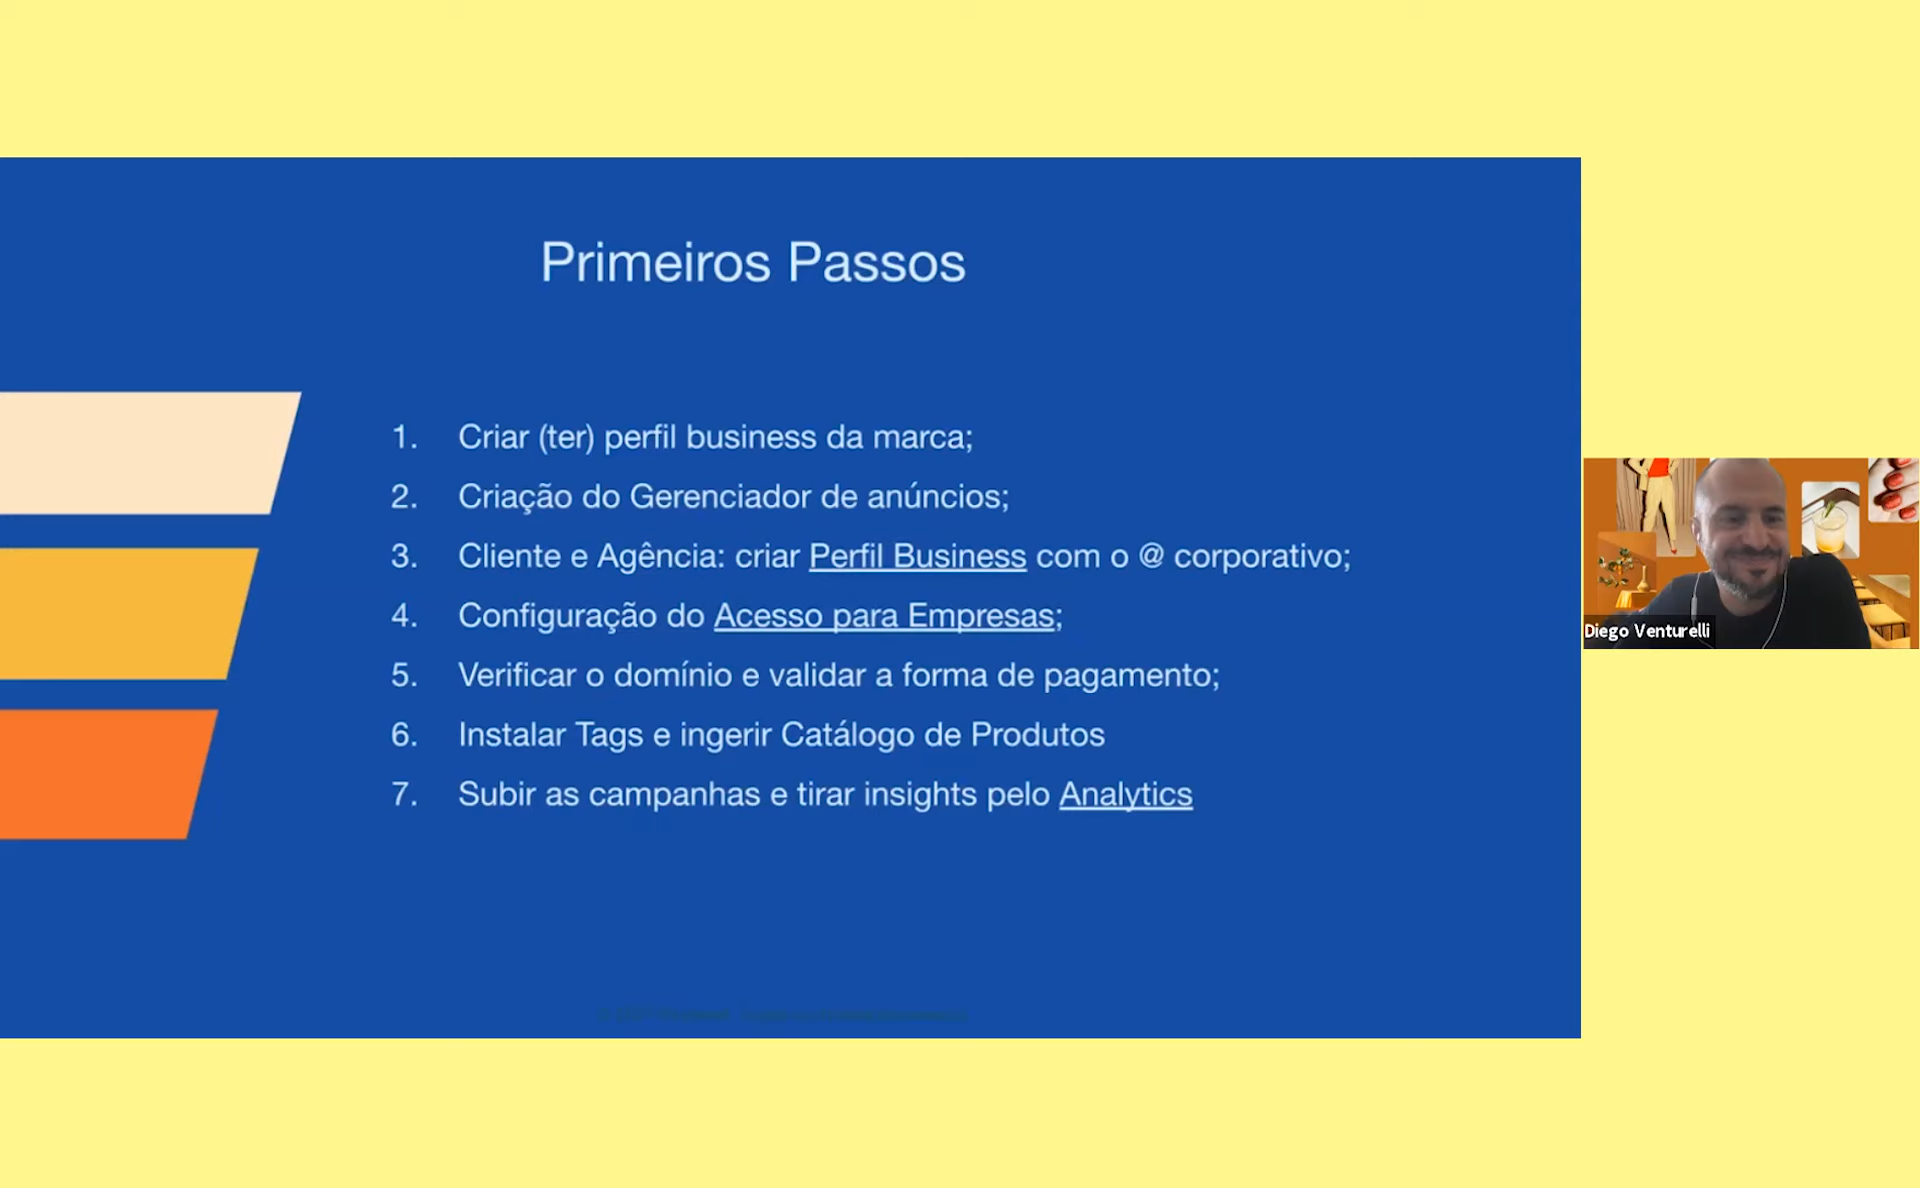 Primeiros Passos
1. Criar (ter) perfil business da marca;
2. Criação do Gerenciador de anúncios;
3. Cliente e Agência: criar Perfil Business com o @ corporativo;
4. Configuração do Acesso para Empresas;
5. Verificar o domínio e validar a forma de pagamento;
6. Instalar Tags e ingerir Catálogo de Produtos
7. Subir as campanhas e tirar insights pelo Analytics
Diego Venturelli